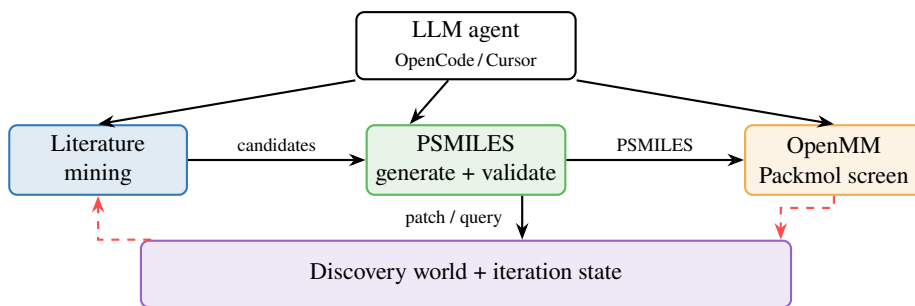 LLM agent
OpenCode / Cursor
Literature
mining
candidates
PSMILES
generate + validate
PSMILES
OpenMM
Packmol screen
patch / query
Discovery world + iteration state